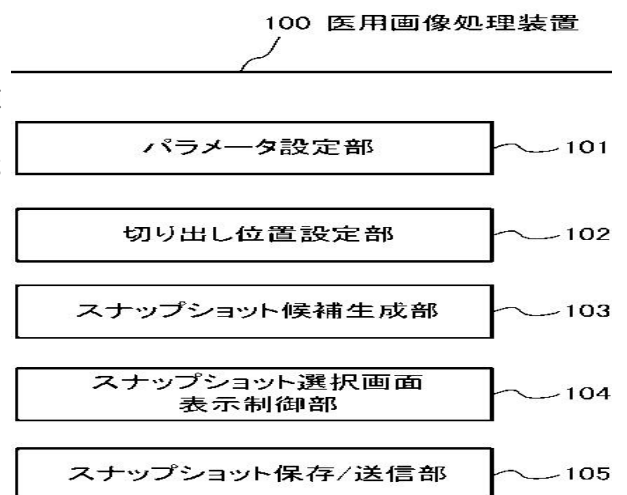 100 医用画像処理装置
パラメータ設定部
101
切り出し位置設定部
102
スナップショット候補生成部
103
スナップショット選択画面
表示制御部
104
スナップショット保存/送信部
105